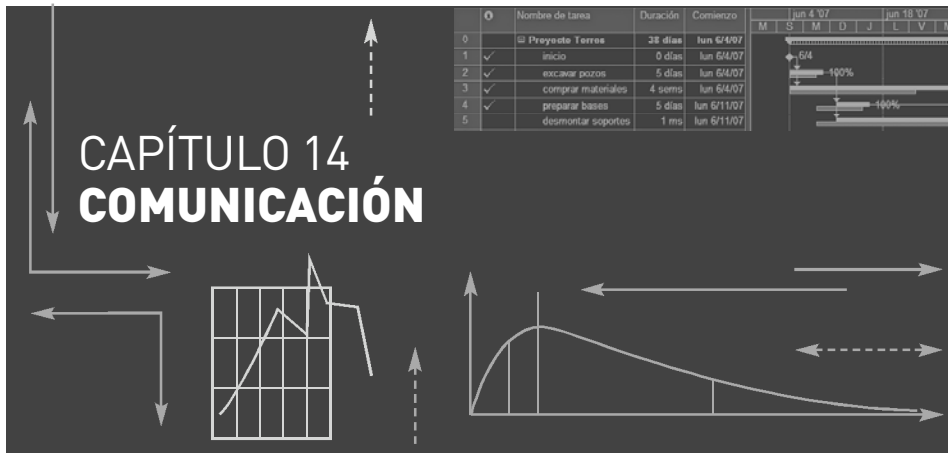 Nombre de tarea Duración Comienzo jun 4 '07 jun 18 '07
M S M D J L V M
0 Proyecto Torres 38 días lun 6/4/07
1 inicio 0 días lun 6/4/07 6/4
2 excavar pozos 5 días lun 6/4/07 100%
3 comprar materiales 4 sems lun 6/4/07
4 preparar bases 5 días lun 6/11/07 100%
5 desmontar soportes 1 ms lun 6/11/07
CAPÍTULO 14
COMUNICACIÓN